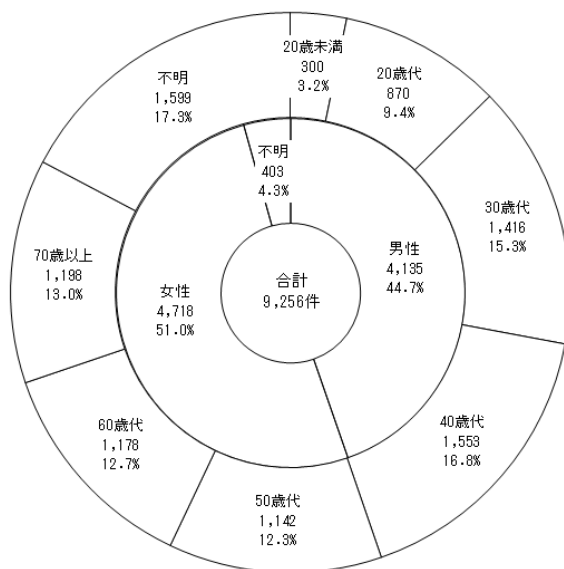 20歳未満
300
3.2%
20歳代
870
9.4%
30歳代
1,416
15.3%
40歳代
1,553
16.8%
50歳代
1,142
12.3%
60歳代
1,178
12.7%
70歳以上
1,198
13.0%
不明
1,599
17.3%
不明
403
4.3%
男性
4,135
44.7%
女性
4,718
51.0%
合計
9,256件